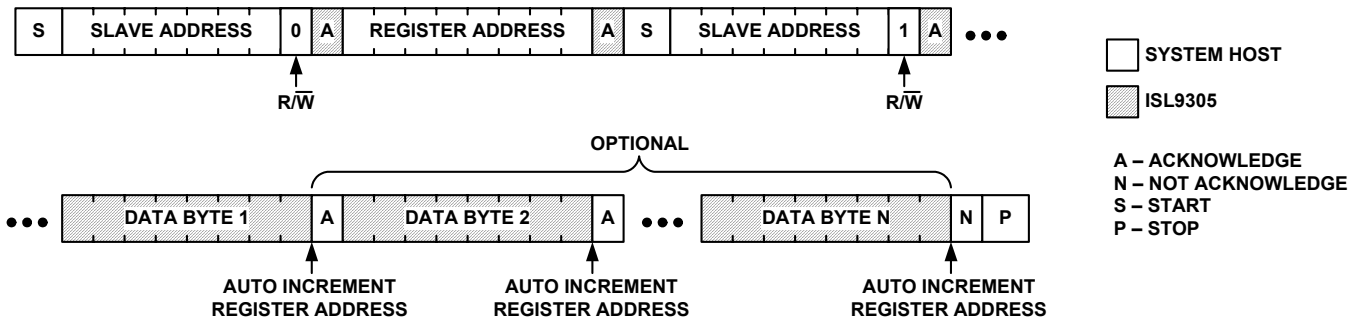 S SLAVE ADDRESS 0 A REGISTER ADDRESS A S SLAVE ADDRESS 1 A •••
R/W̅ R/W̅
SYSTEM HOST
ISL9305
OPTIONAL
A – ACKNOWLEDGE
N – NOT ACKNOWLEDGE
S – START
P – STOP
••• DATA BYTE 1 A DATA BYTE 2 A ••• DATA BYTE N N P
AUTO INCREMENT AUTO INCREMENT AUTO INCREMENT
REGISTER ADDRESS REGISTER ADDRESS REGISTER ADDRESS